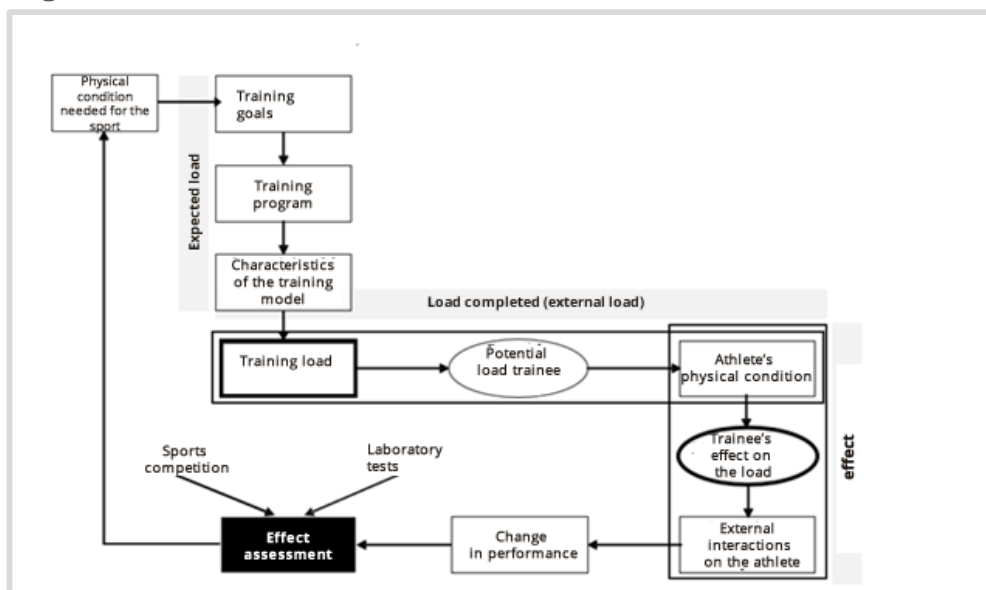 Physical
condition
needed for the
sport
Training
goals
Expected load
Training
program
Characteristics
of the training
model
Load completed (external load)
Training load
Potential
load trainee
Athlete's
physical condition
Trainee's
effect on
the load
effect
Sports
competition
Laboratory
tests
Effect
assessment
Change
in performance
External
interactions
on the athlete